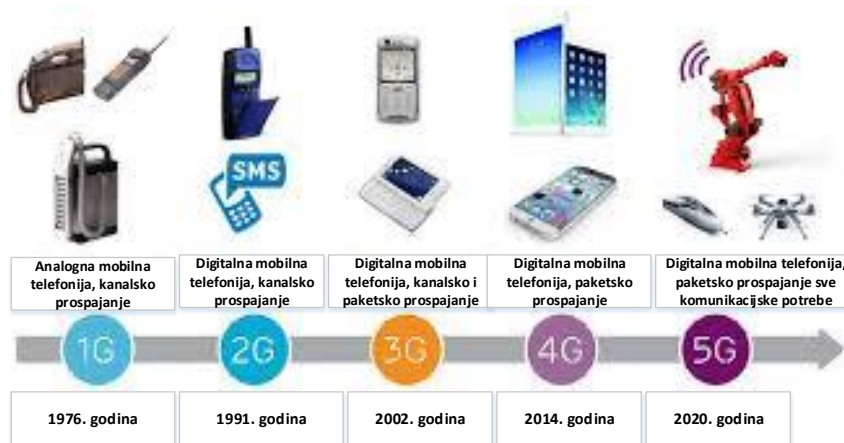 SMS
Analogna mobilna
telefonija, kanalsko
prospajanje
Digitalna mobilna
telefonija, kanalsko
prospajanje
Digitalna mobilna
telefonija, kanalsko i
paketsko prospajanje
Digitalna mobilna
telefonija, paketsko
prospajanje
Digitalna mobilna telefonija,
paketsko prospajanje sve
komunikacijske potrebe
1G
2G
3G
4G
5G
1976. godina
1991. godina
2002. godina
2014. godina
2020. godina